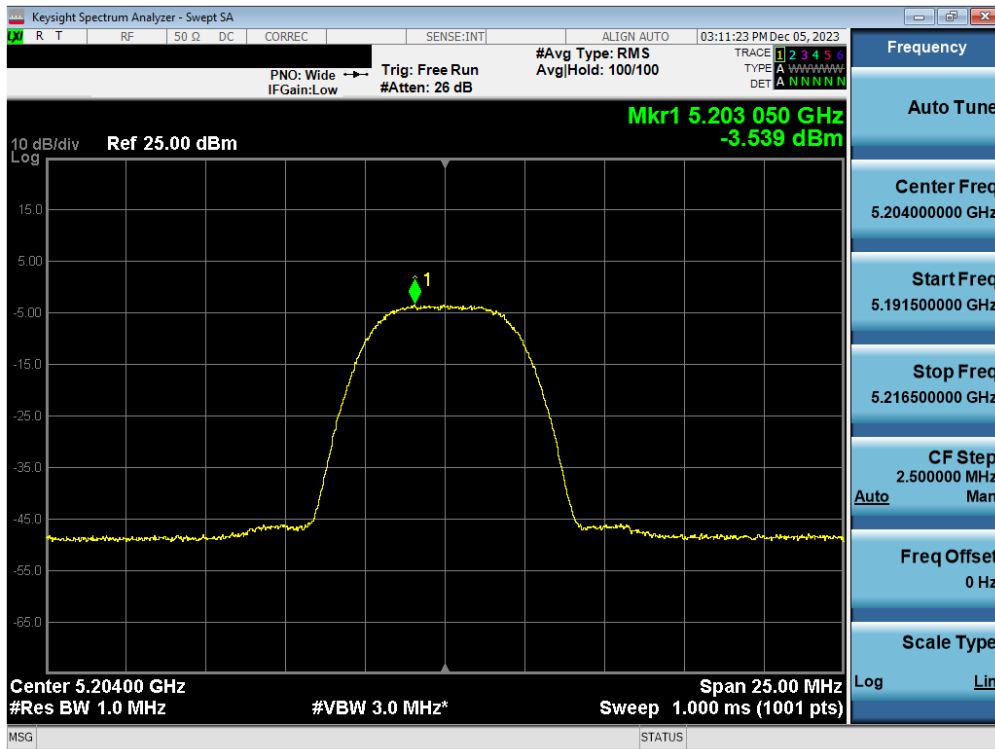 Keysight Spectrum Analyzer - Swept SA
LXI R T RF 50 Ω DC CORREC SENSE:INT ALIGN AUTO 03:11:23 PM Dec 05, 2023
PNO: Wide
IFGain:Low
Trig: Free Run
#Atten: 26 dB
#Avg Type: RMS
Avg|Hold: 100/100
TRACE 1 2 3 4 5 6
TYPE A WWWWW
DET A N N N N N
Mkr1 5.203 050 GHz
-3.539 dBm
10 dB/div
Log
Ref 25.00 dBm
1
15.0
5.00
-5.00
-15.0
-25.0
-35.0
-45.0
-55.0
-65.0
Center 5.20400 GHz
Span 25.00 MHz
#Res BW 1.0 MHz
#VBW 3.0 MHz*
Sweep 1.000 ms (1001 pts)
MSG
STATUS
Frequency
Auto Tune
Center Freq
5.204000000 GHz
Start Freq
5.191500000 GHz
Stop Freq
5.216500000 GHz
CF Step
2.500000 MHz
Auto Man
Freq Offset
0 Hz
Scale Type
Log Lin